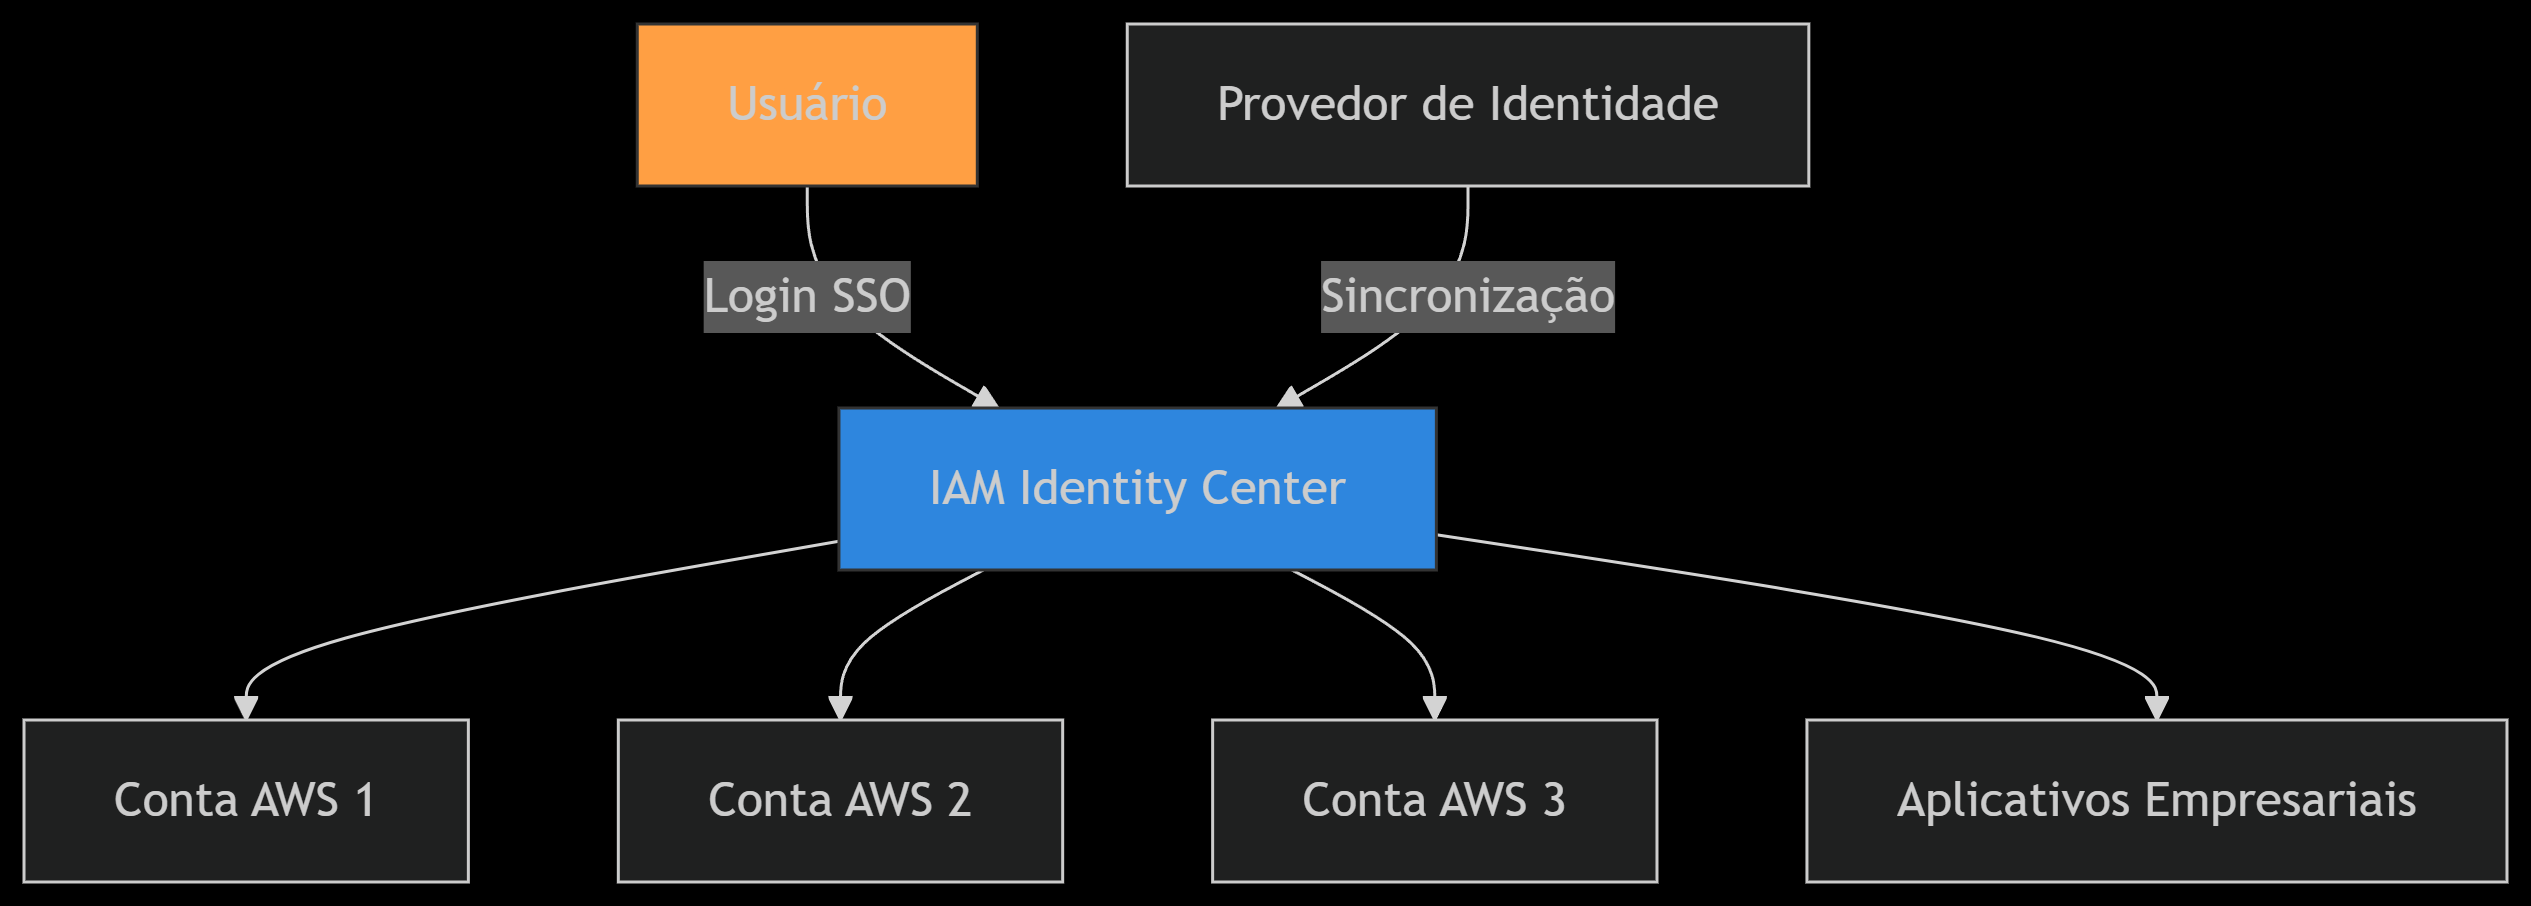 Usuário
Provedor de Identidade
Login SSO
Sincronização
IAM Identity Center
Conta AWS 1
Conta AWS 2
Conta AWS 3
Aplicativos Empresariais